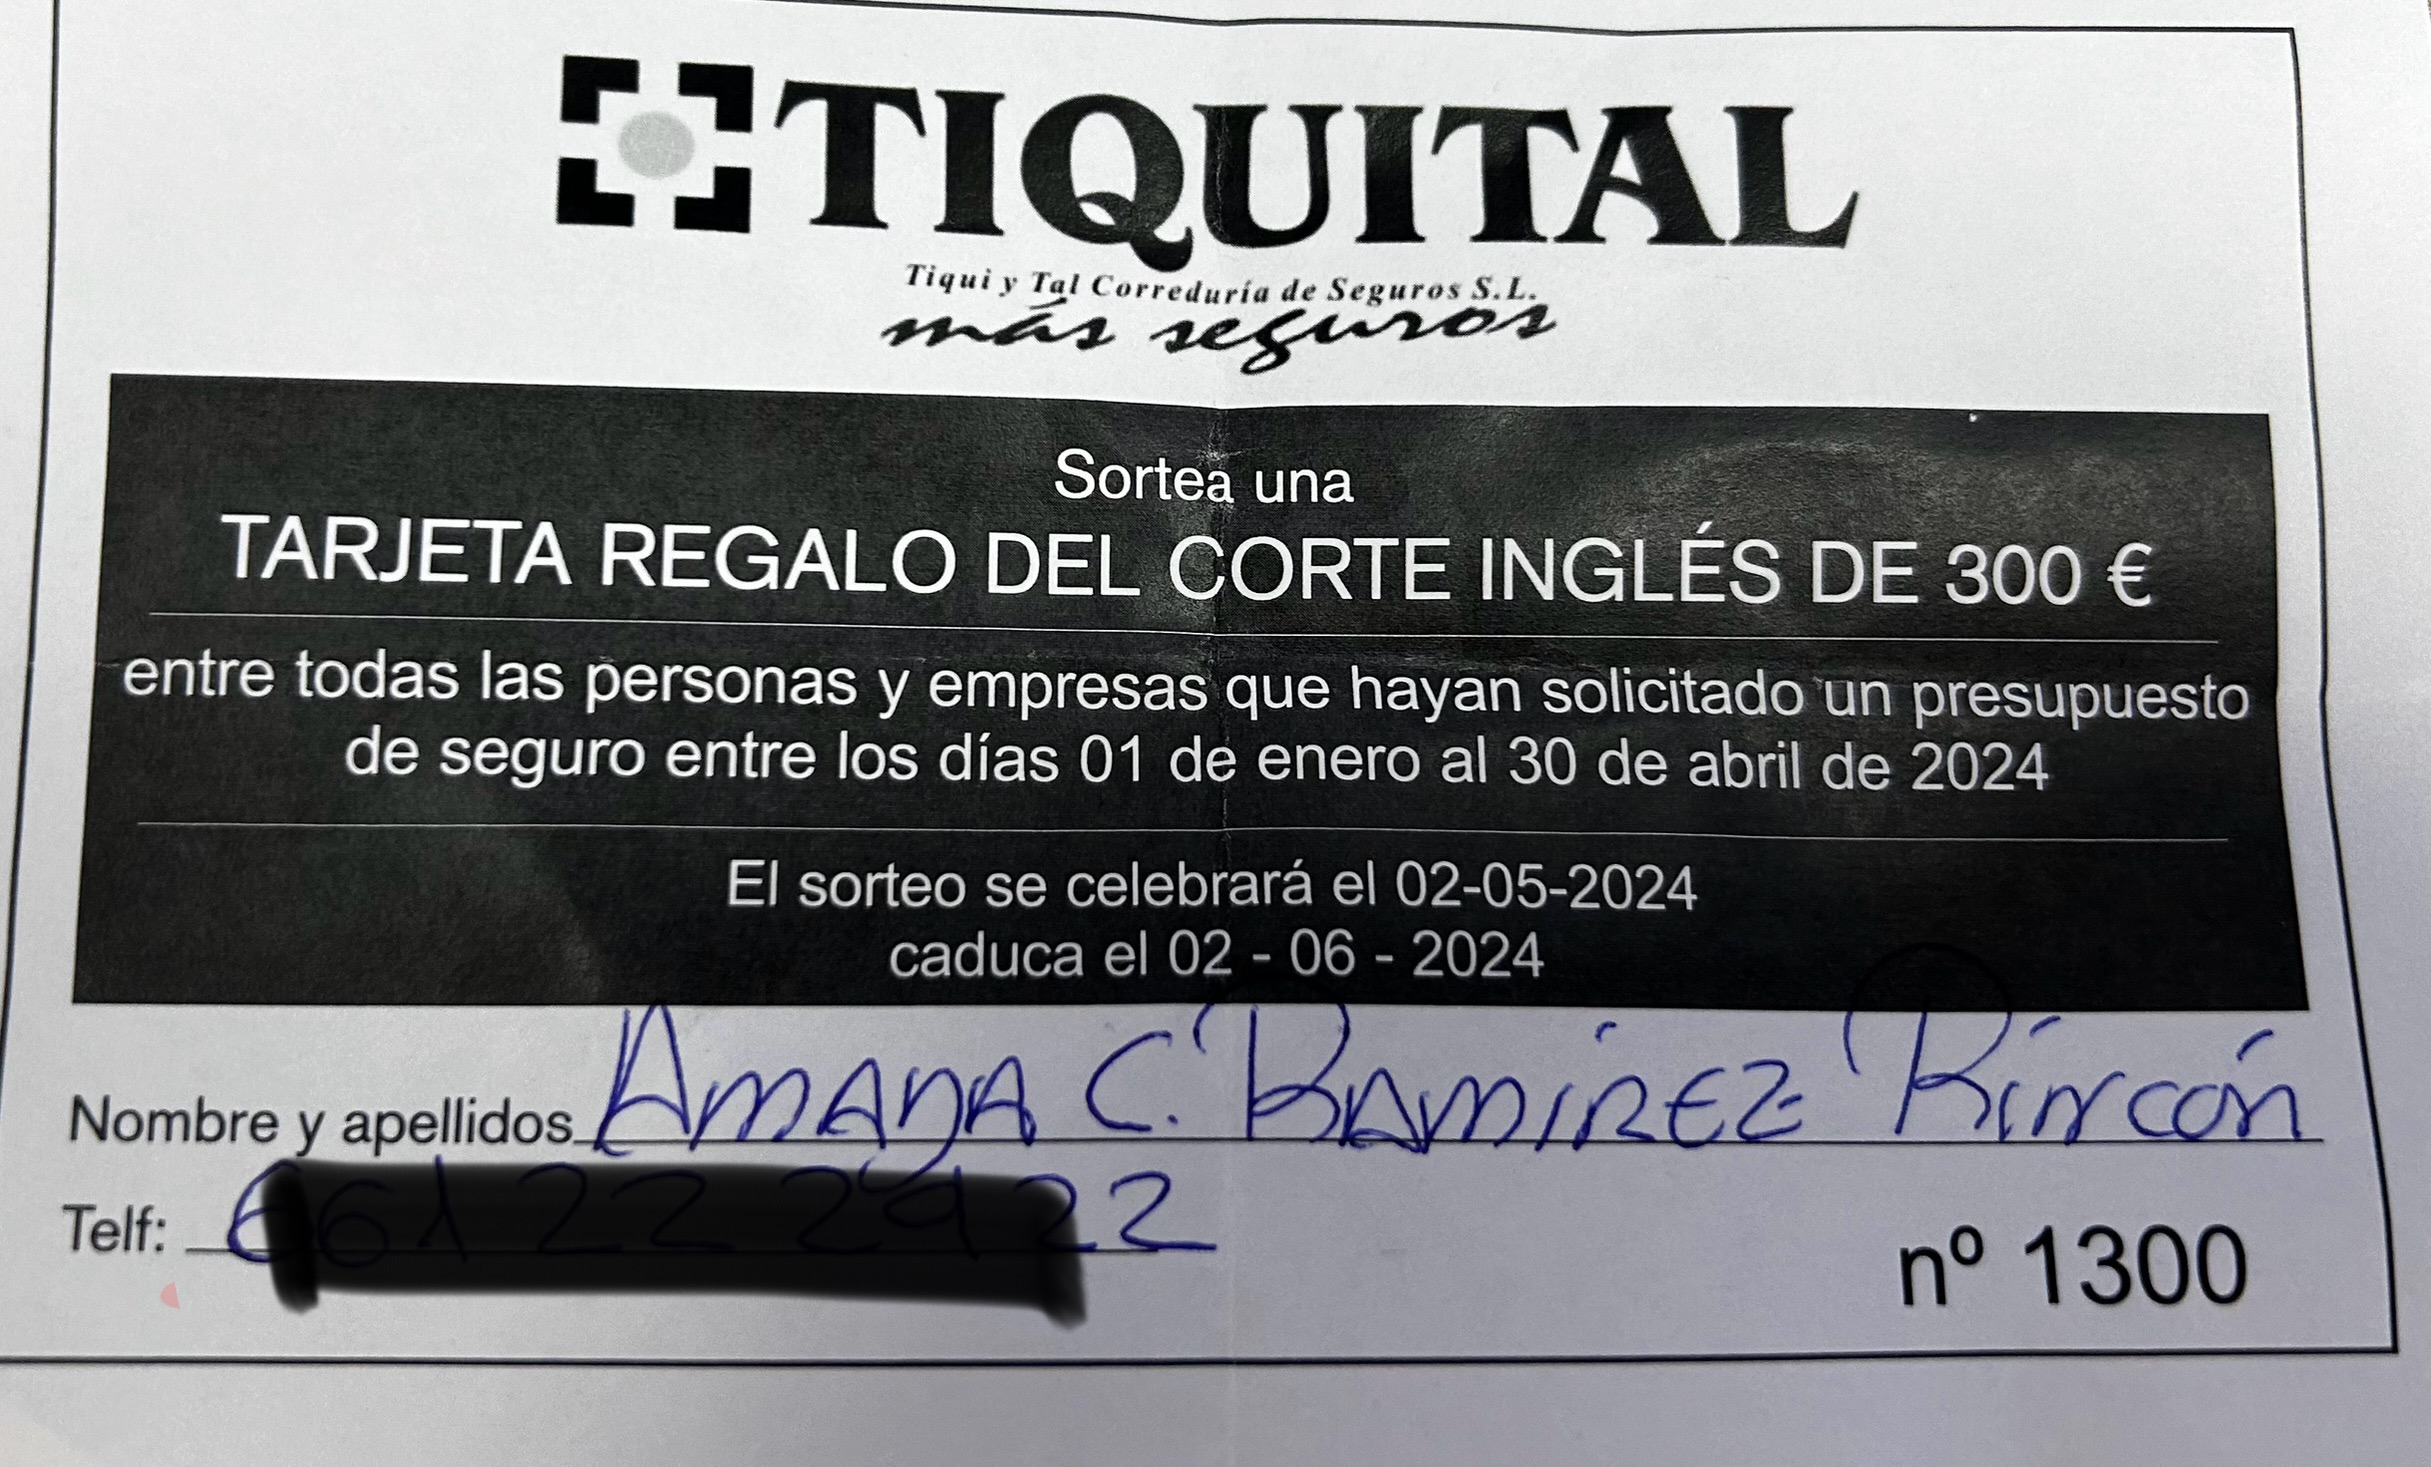 TIQUITAL
Tiqui y Tal Correduría de Seguros S.L.
más seguros
Sortea una
TARJETA REGALO DEL CORTE INGLÉS DE 300 €
entre todas las personas y empresas que hayan solicitado un presupuesto
de seguro entre los días 01 de enero al 30 de abril de 2024
El sorteo se celebrará el 02-05-2024
caduca el 02 - 06 - 2024
Nombre y apellidos AMAYA C. RAMÍREZ Rincón
Telf:
nº 1300